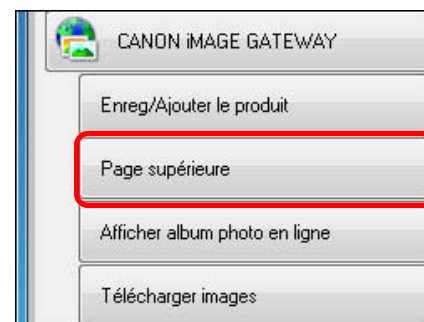 CANON iMAGE GATEWAY
Enreg/Ajouter le produit
Page supérieure
Afficher album photo en ligne
Télécharger images